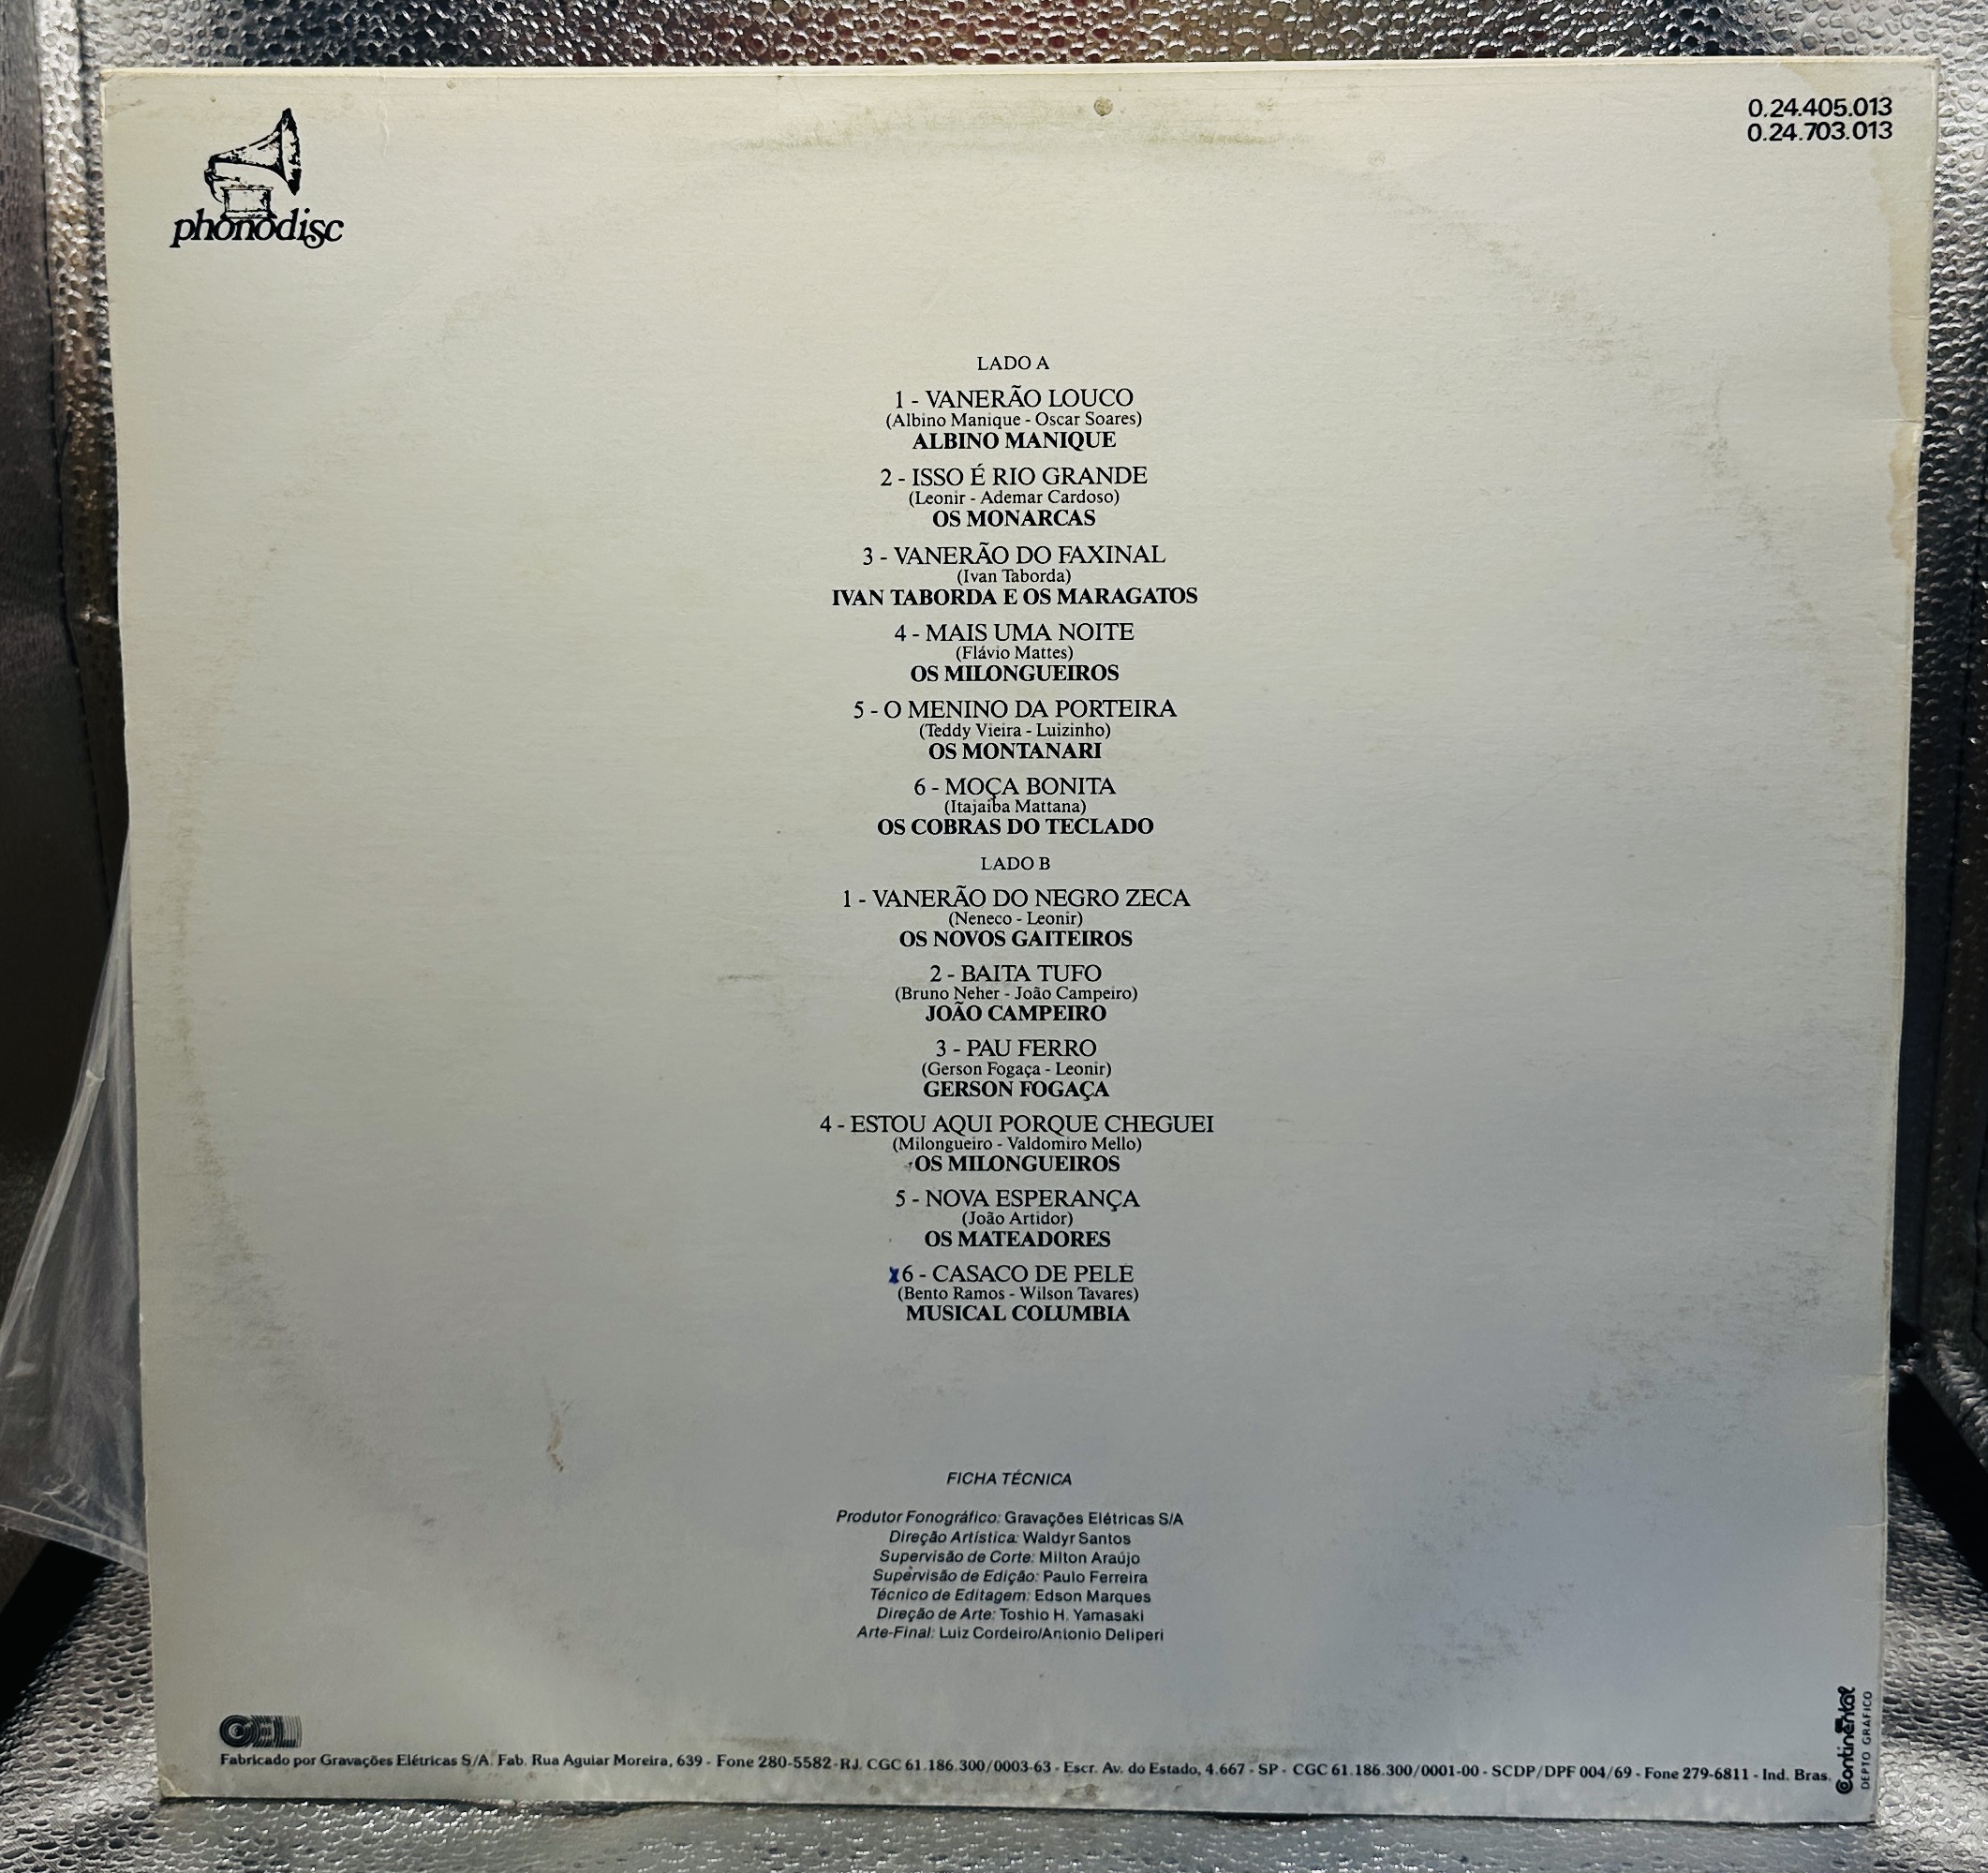 phonodisc
0.24.405.013
0.24.703.013
LADO A
1 - VANERÃO LOUCO
(Albino Manique - Oscar Soares)
ALBINO MANIQUE
2 - ISSO É RIO GRANDE
(Leonir - Ademar Cardoso)
OS MONARCAS
3 - VANERÃO DO FAXINAL
(Ivan Taborda)
IVAN TABORDA E OS MARAGATOS
4 - MAIS UMA NOITE
(Flávio Mattes)
OS MILONGUEIROS
5 - O MENINO DA PORTEIRA
(Teddy Vieira - Luizinho)
OS MONTANARI
6 - MOÇA BONITA
(Itajaiba Mattana)
OS COBRAS DO TECLADO
LADO B
1 - VANERÃO DO NEGRO ZECA
(Neneco - Leonir)
OS NOVOS GAITEIROS
2 - BAITA TUFO
(Bruno Neher - João Campeiro)
JOÃO CAMPEIRO
3 - PAU FERRO
(Gerson Fogaça - Leonir)
GERSON FOGAÇA
4 - ESTOU AQUI PORQUE CHEGUEI
(Milongueiro - Valdomiro Mello)
OS MILONGUEIROS
5 - NOVA ESPERANÇA
(João Artidor)
OS MATEADORES
x6 - CASACO DE PELE
(Bento Ramos - Wilson Tavares)
MUSICAL COLUMBIA
FICHA TÉCNICA
Produtor Fonográfico: Gravações Elétricas S/A
Direção Artística: Waldyr Santos
Supervisão de Corte: Milton Araújo
Supervisão de Edição: Paulo Ferreira
Técnico de Editagem: Edson Marques
Direção de Arte: Toshio H. Yamasaki
Arte-Final: Luiz Cordeiro/Antonio Deliperi
GEL
Fabricado por Gravações Elétricas S/A. Fab. Rua Aguiar Moreira, 639 - Fone 280-5582 - RJ. CGC 61.186.300/0003-63 - Escr. Av. do Estado, 4.667 - SP - CGC 61.186.300/0001-00 - SCDP/DPF 004/69 - Fone 279-6811 - Ind. Bras.
Continental
DEPTO GRÁFICO